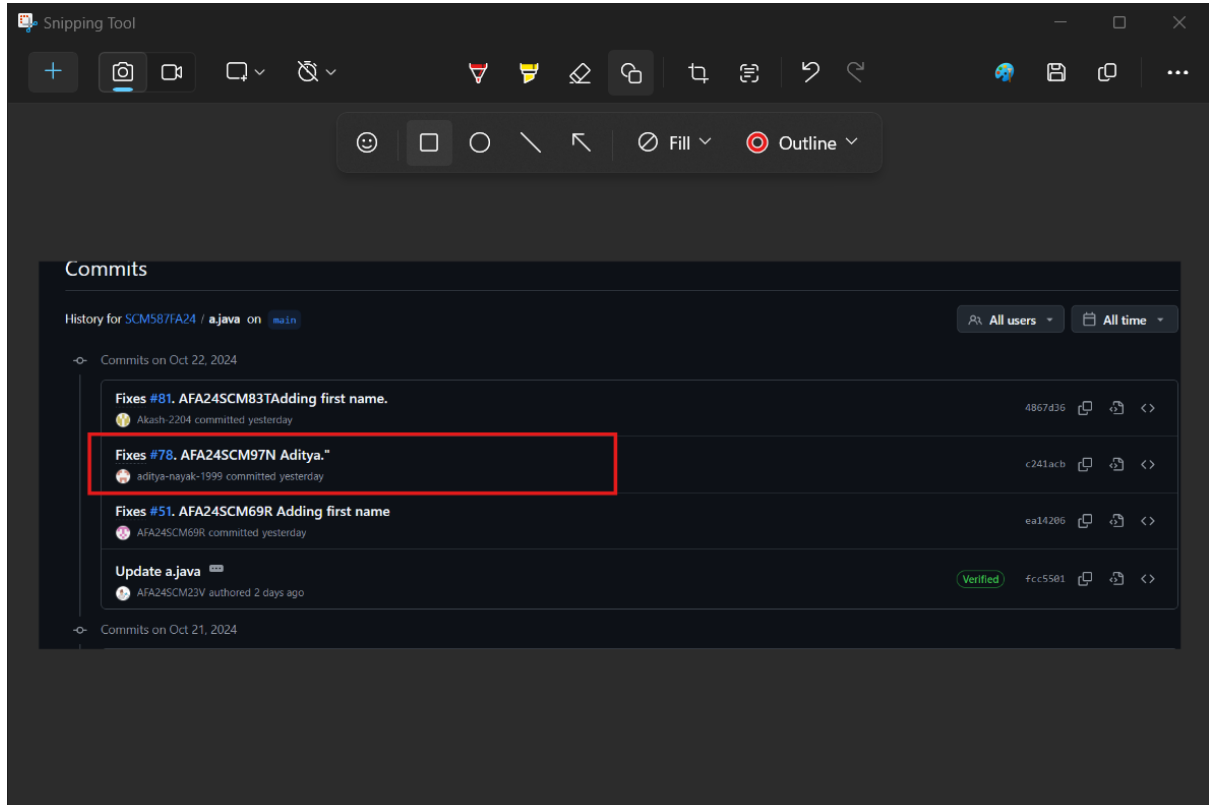 Snipping Tool
Fill
Outline
Commits
History for SCM587FA24 / a.java on main
All users
All time
Commits on Oct 22, 2024
Fixes #81. AFA24SCM83TAdding first name.
Akash-2204 committed yesterday
4867d36
Fixes #78. AFA24SCM97N Aditya."
aditya-nayak-1999 committed yesterday
c241acb
Fixes #51. AFA24SCM69R Adding first name
AFA24SCM69R committed yesterday
ea14206
Update a.java
AFA24SCM23V authored 2 days ago
Verified
fcc5501
Commits on Oct 21, 2024